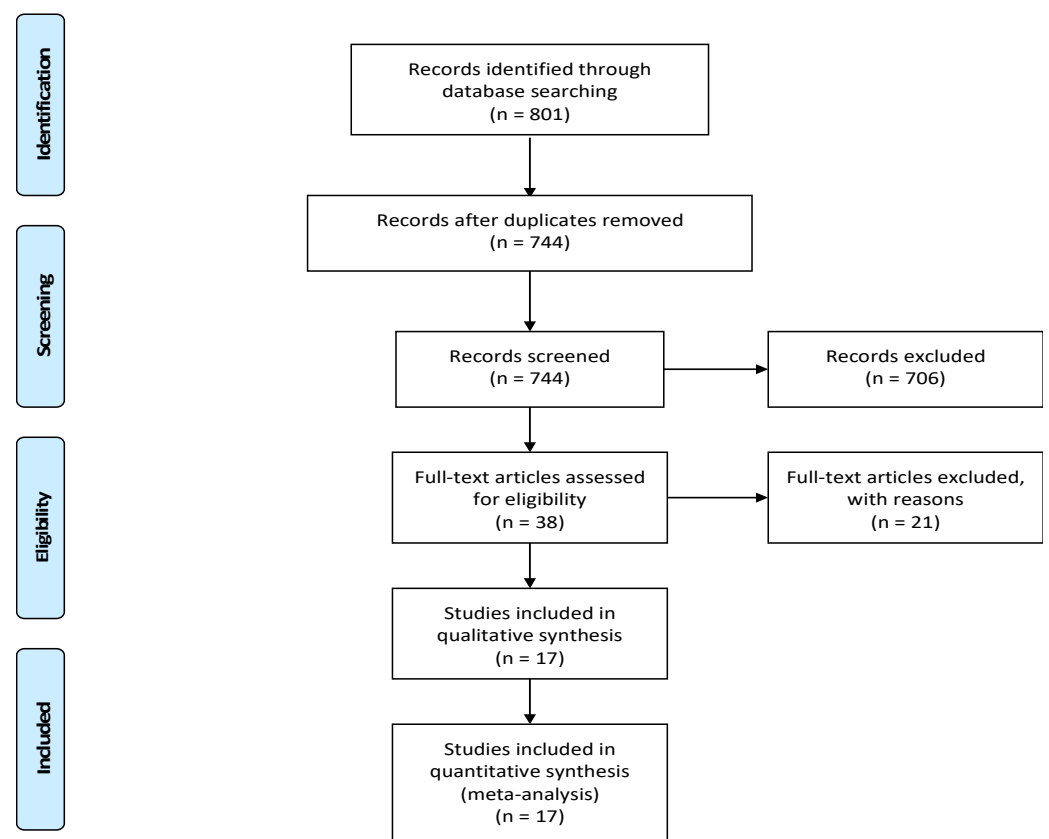 Identification
Records identified through
database searching
(n = 801)
Records after duplicates removed
(n = 744)
Screening
Records screened
(n = 744)
Records excluded
(n = 706)
Eligibility
Full-text articles assessed
for eligibility
(n = 38)
Full-text articles excluded,
with reasons
(n = 21)
Studies included in
qualitative synthesis
(n = 17)
Included
Studies included in
quantitative synthesis
(meta-analysis)
(n = 17)